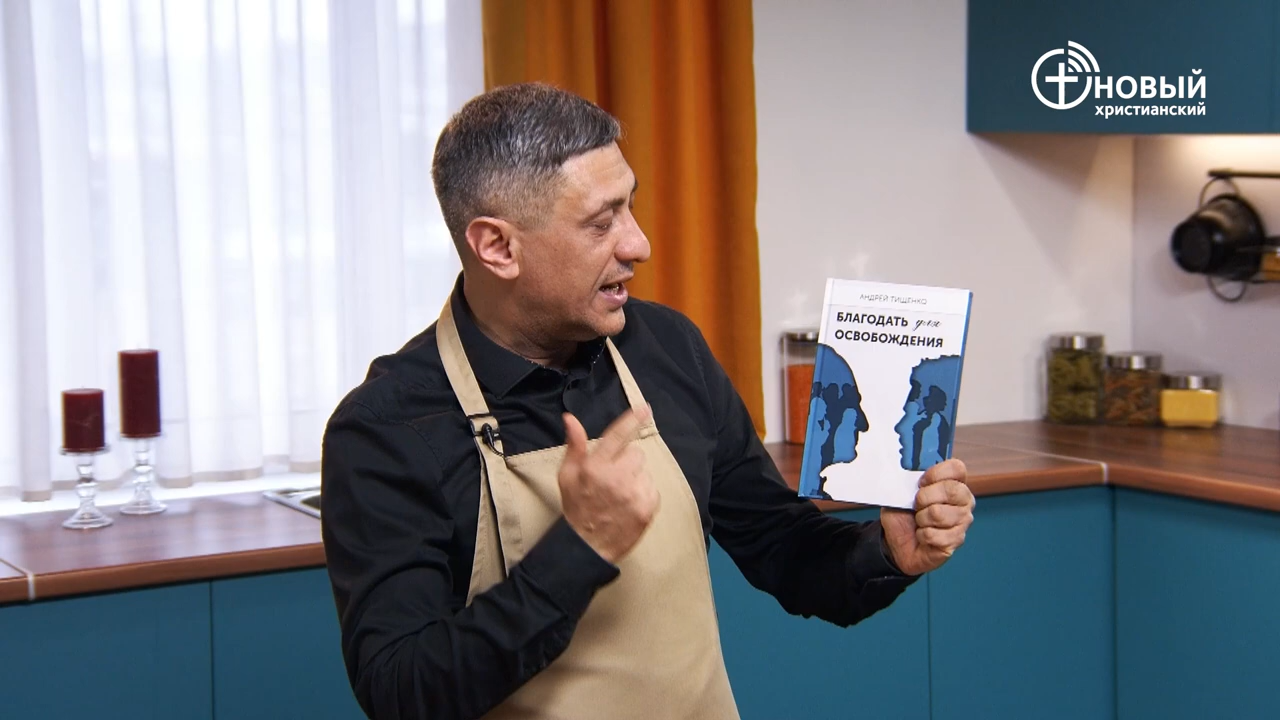 НОВЫЙ
христианский
АНДРЕЙ ТИЩЕНКО
БЛАГОДАТЬ для
ОСВОБОЖДЕНИЯ